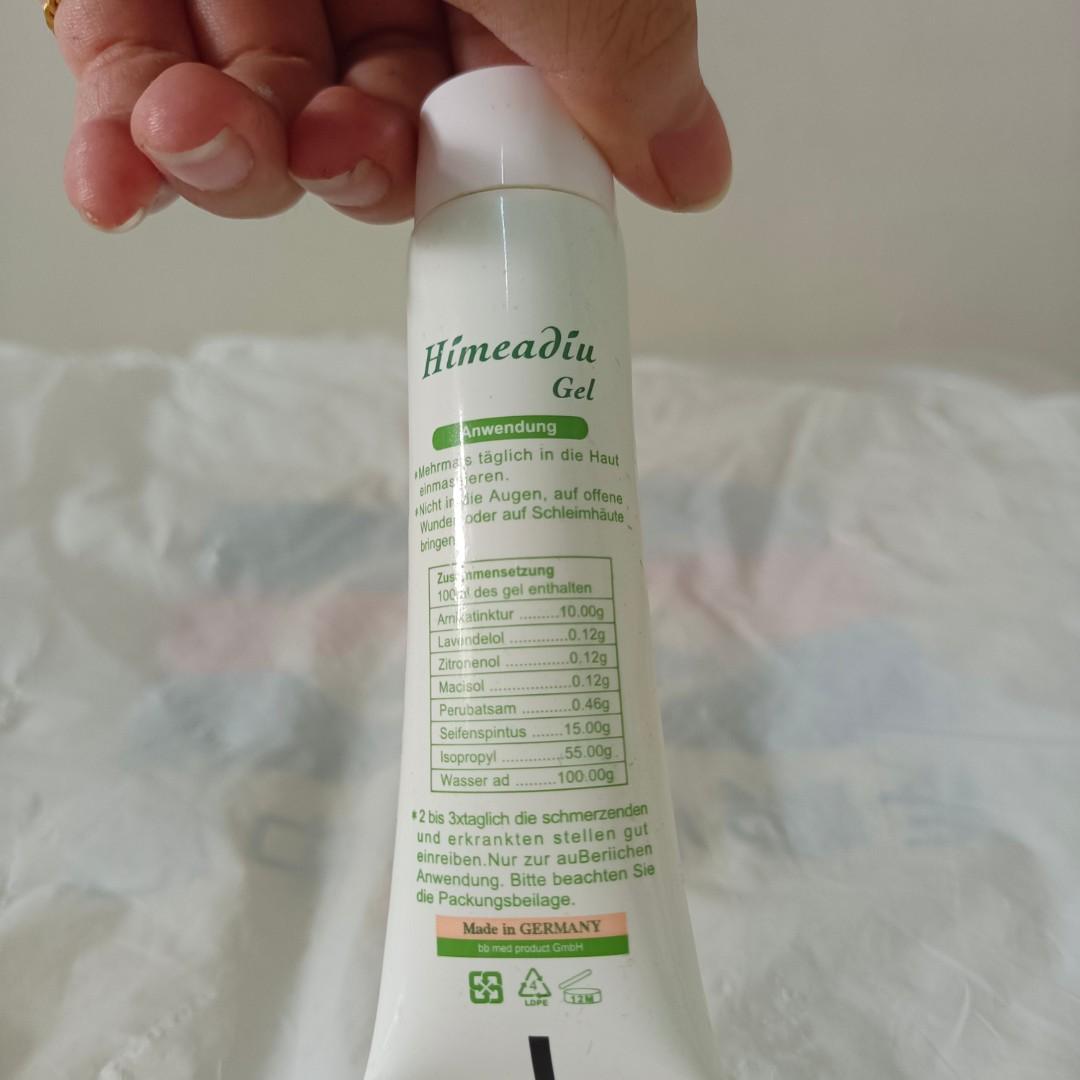 Himeadiu
Gel
Anwendung
*Mehrmals täglich in die Haut
einmassieren.
*Nicht in die Augen, auf offene
Wunden oder auf Schleimhäute
bringen
Zusammensetzung
100ml des gel enthalten
Arnikatinktur .........10.00g
Lavendelol .............0.12g
Zitronenol ..............0.12g
Macisol ...................0.12g
Perubatsam ...........0.46g
Seifenspintus .......15.00g
Isopropyl ..............55.00g
Wasser ad .........100.00g
*2 bis 3xtaglich die schmerzenden
und erkrankten stellen gut
einreiben.Nur zur auBeriichen
Anwendung. Bitte beachten Sie
die Packungsbeilage.
Made in GERMANY
bb med product GmbH
4
LDPE
12M